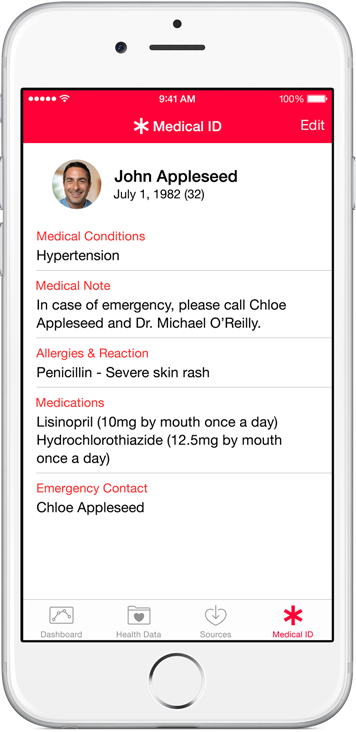 9:41 AM 100%
Medical ID Edit
John Appleseed
July 1, 1982 (32)
Medical Conditions
Hypertension
Medical Note
In case of emergency, please call Chloe
Appleseed and Dr. Michael O’Reilly.
Allergies & Reaction
Penicillin - Severe skin rash
Medications
Lisinopril (10mg by mouth once a day)
Hydrochlorothiazide (12.5mg by mouth
once a day)
Emergency Contact
Chloe Appleseed
Dashboard Health Data Sources Medical ID